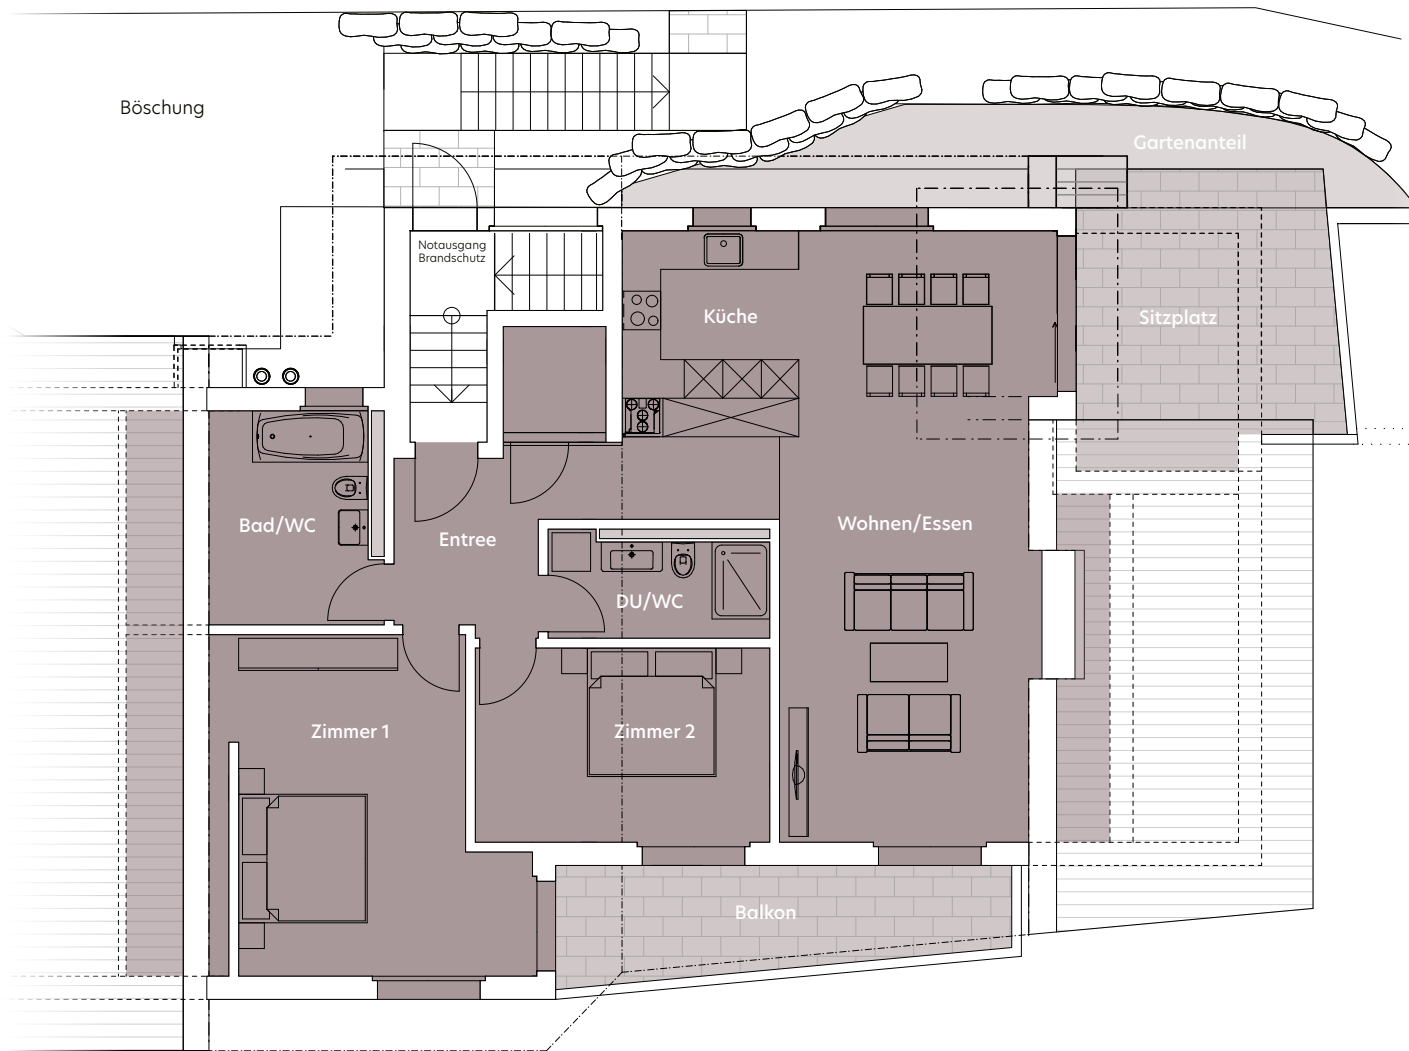 Böschung
Gartenanteil
Notausgang
Brandschutz
Küche
Sitzplatz
Bad/WC
Entree
Wohnen/Essen
DU/WC
Zimmer 1
Zimmer 2
Balkon